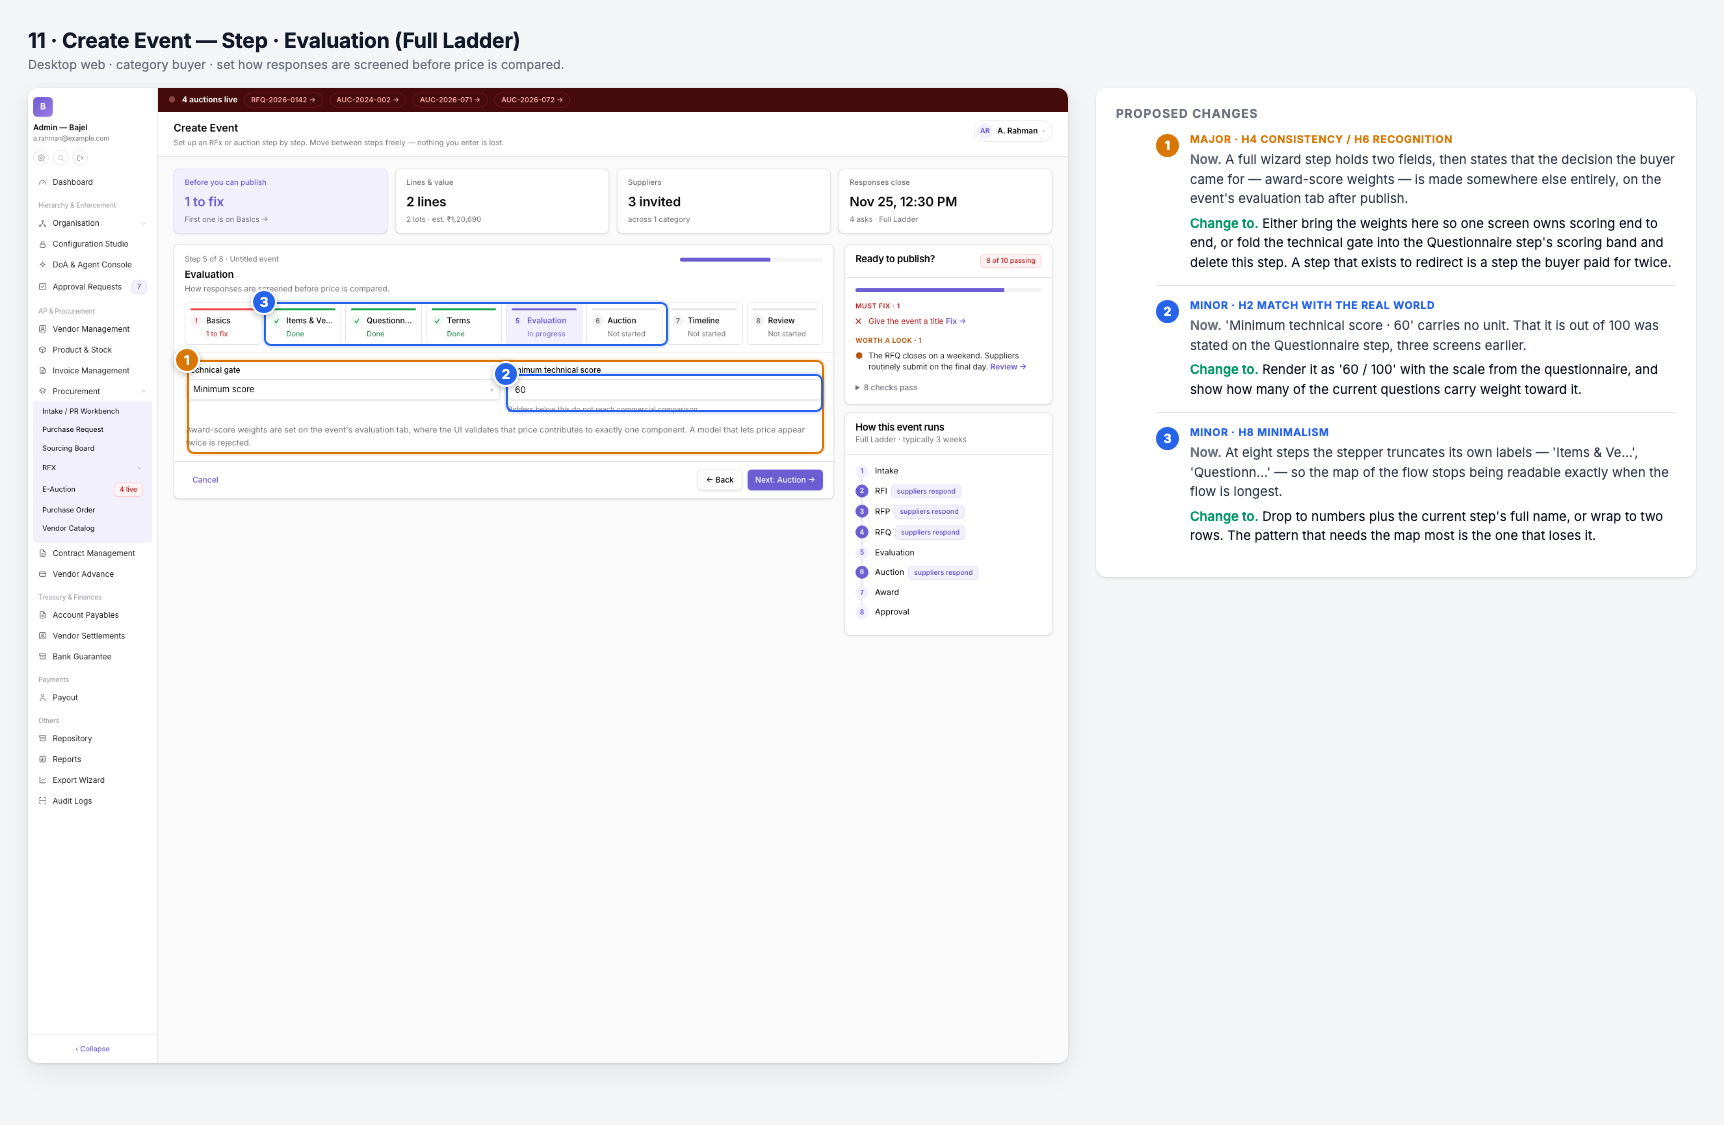 11 · Create Event — Step · Evaluation (Full Ladder)
Desktop web · category buyer · set how responses are screened before price is compared.
B
Admin — Bajel
a.rahman@example.com
Dashboard
Hierarchy & Enforcement
Organisation
Configuration Studio
DoA & Agent Console
Approval Requests 7
AP & Procurement
Vendor Management
Product & Stock
Invoice Management
Procurement
Intake / PR Workbench
Purchase Request
Sourcing Board
RFX
E-Auction 4 live
Purchase Order
Vendor Catalog
Contract Management
Vendor Advance
Treasury & Finances
Account Payables
Vendor Settlements
Bank Guarantee
Payments
Payout
Others
Repository
Reports
Export Wizard
Audit Logs
‹ Collapse
4 auctions live RFQ-2026-0142 → AUC-2024-002 → AUC-2026-071 → AUC-2026-072 →
Create Event
Set up an RFx or auction step by step. Move between steps freely — nothing you enter is lost.
AR A. Rahman
Before you can publish
1 to fix
First one is on Basics →
Lines & value
2 lines
2 lots · est. ₹1,20,690
Suppliers
3 invited
across 1 category
Responses close
Nov 25, 12:30 PM
4 asks · Full Ladder
Step 5 of 8 · Untitled event
Evaluation
How responses are screened before price is compared.
3
! Basics
1 to fix
✓ Items & Ve...
Done
✓ Questionn...
Done
✓ Terms
Done
5 Evaluation
In progress
6 Auction
Not started
7 Timeline
Not started
8 Review
Not started
1
chnical gate
Minimum score
2
nimum technical score
60
Bidders below this do not reach commercial comparison.
Award-score weights are set on the event's evaluation tab, where the UI validates that price contributes to exactly one component. A model that lets price appear
twice is rejected.
Cancel
← Back
Next: Auction →
Ready to publish?
8 of 10 passing
MUST FIX · 1
✕ Give the event a title Fix →
WORTH A LOOK · 1
The RFQ closes on a weekend. Suppliers
routinely submit on the final day. Review →
▸ 8 checks pass
How this event runs
Full Ladder · typically 3 weeks
1 Intake
2 RFI suppliers respond
3 RFP suppliers respond
4 RFQ suppliers respond
5 Evaluation
6 Auction suppliers respond
7 Award
8 Approval
PROPOSED CHANGES
1 MAJOR · H4 CONSISTENCY / H6 RECOGNITION
Now. A full wizard step holds two fields, then states that the decision the buyer
came for — award-score weights — is made somewhere else entirely, on the
event's evaluation tab after publish.
Change to. Either bring the weights here so one screen owns scoring end to
end, or fold the technical gate into the Questionnaire step's scoring band and
delete this step. A step that exists to redirect is a step the buyer paid for twice.
2 MINOR · H2 MATCH WITH THE REAL WORLD
Now. 'Minimum technical score · 60' carries no unit. That it is out of 100 was
stated on the Questionnaire step, three screens earlier.
Change to. Render it as '60 / 100' with the scale from the questionnaire, and
show how many of the current questions carry weight toward it.
3 MINOR · H8 MINIMALISM
Now. At eight steps the stepper truncates its own labels — 'Items & Ve...',
'Questionn...' — so the map of the flow stops being readable exactly when the
flow is longest.
Change to. Drop to numbers plus the current step's full name, or wrap to two
rows. The pattern that needs the map most is the one that loses it.